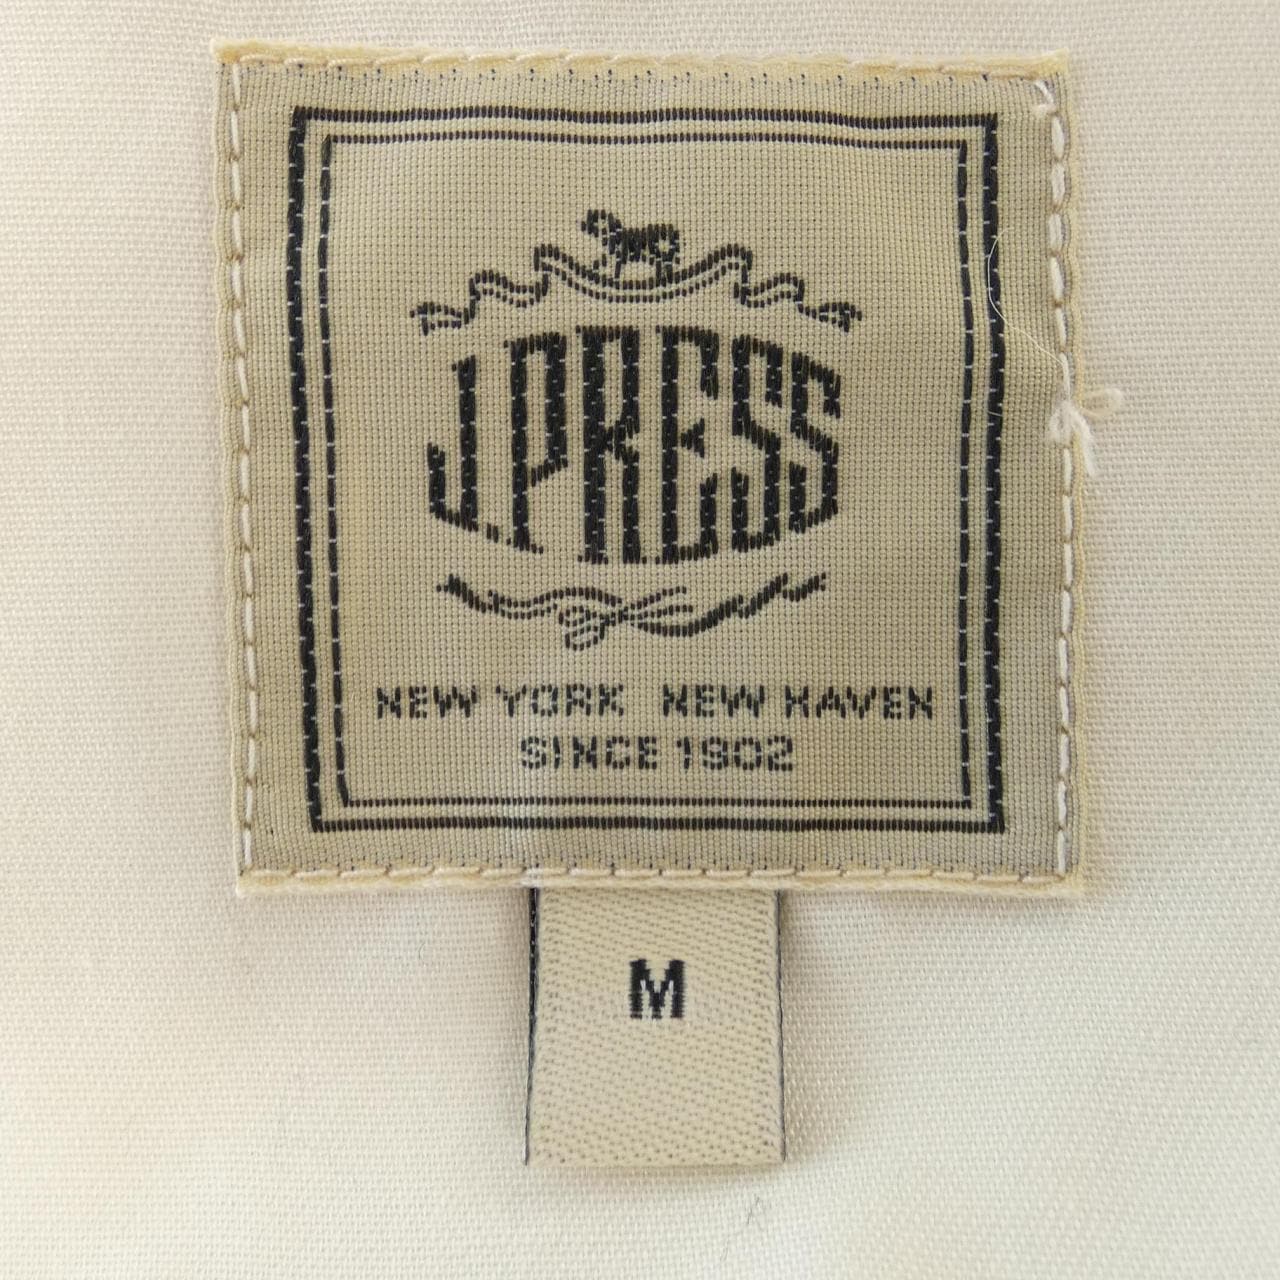 J.PRESS
NEW YORK NEW HAVEN
SINCE 1902
M